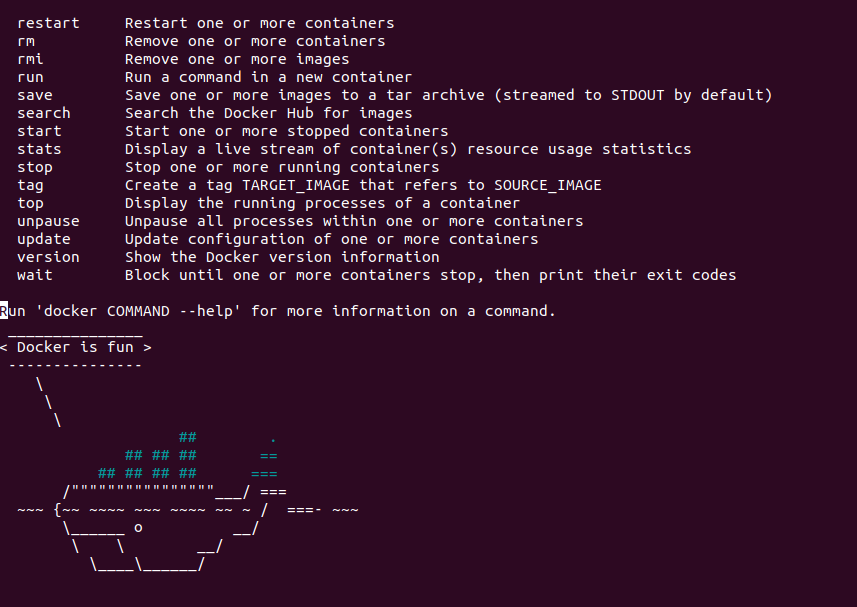 restart     Restart one or more containers
  rm          Remove one or more containers
  rmi         Remove one or more images
  run         Run a command in a new container
  save        Save one or more images to a tar archive (streamed to STDOUT by default)
  search      Search the Docker Hub for images
  start       Start one or more stopped containers
  stats       Display a live stream of container(s) resource usage statistics
  stop        Stop one or more running containers
  tag         Create a tag TARGET_IMAGE that refers to SOURCE_IMAGE
  top         Display the running processes of a container
  unpause     Unpause all processes within one or more containers
  update      Update configuration of one or more containers
  version     Show the Docker version information
  wait        Block until one or more containers stop, then print their exit codes

Run 'docker COMMAND --help' for more information on a command.
 _______________
< Docker is fun >
 ---------------
    \
     \
      \
                    ##        .
              ## ## ##       ==
           ## ## ## ##      ===
       /""""""""""""""""___/ ===
  ~~~ {~~ ~~~~ ~~~ ~~~~ ~~ ~ /  ===- ~~~
       \______ o          __/
        \    \        __/
          \____\______/